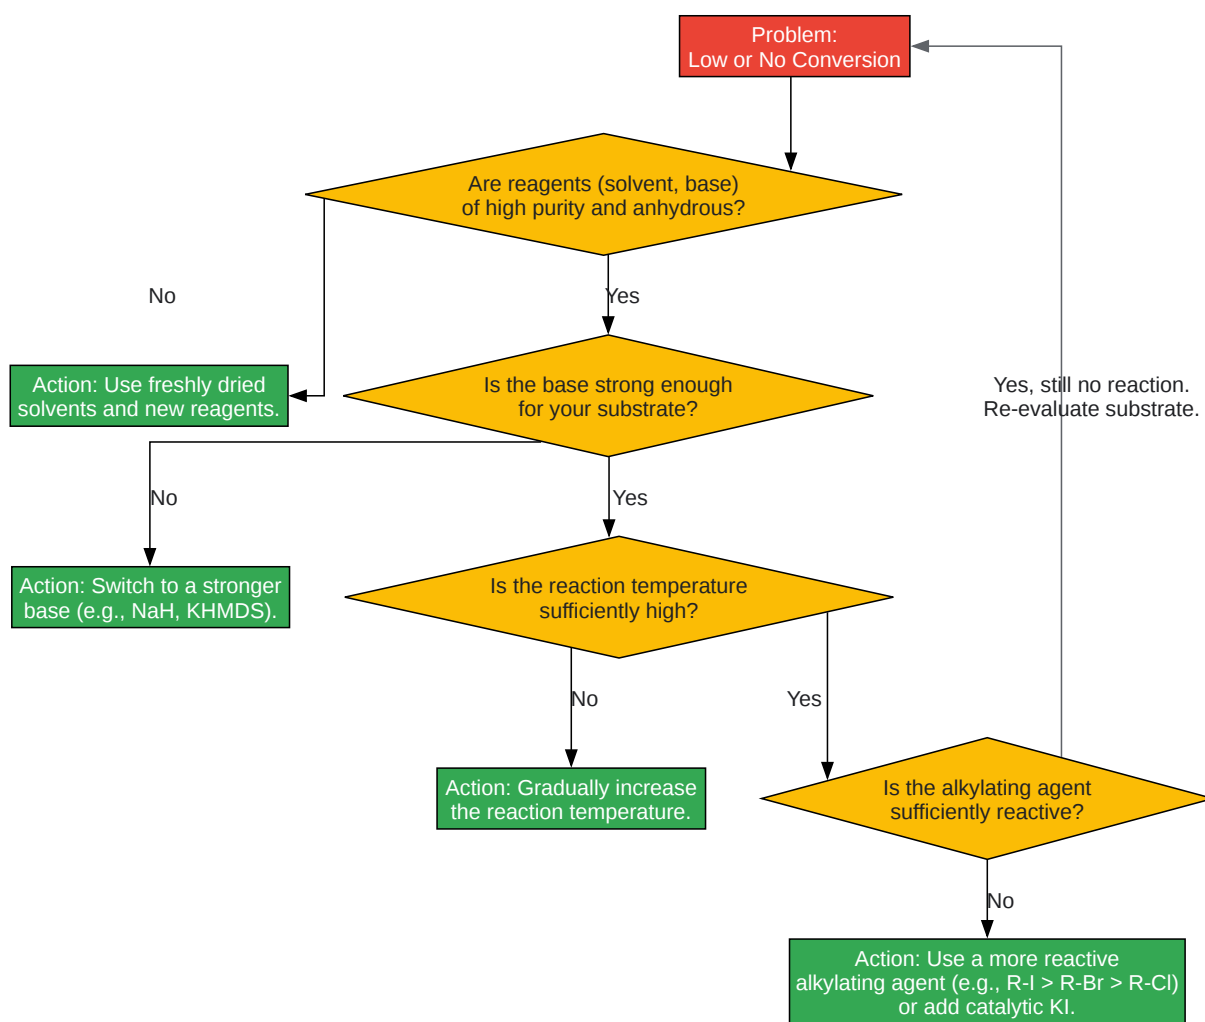 Problem:
Low or No Conversion
Are reagents (solvent, base)
of high purity and anhydrous?
No
Yes
Action: Use freshly dried
solvents and new reagents.
Is the base strong enough
for your substrate?
Yes, still no reaction.
Re-evaluate substrate.
No
Yes
Action: Switch to a stronger
base (e.g., NaH, KHMDS).
Is the reaction temperature
sufficiently high?
No
Yes
Action: Gradually increase
the reaction temperature.
Is the alkylating agent
sufficiently reactive?
No
Action: Use a more reactive
alkylating agent (e.g., R-I > R-Br > R-Cl)
or add catalytic KI.